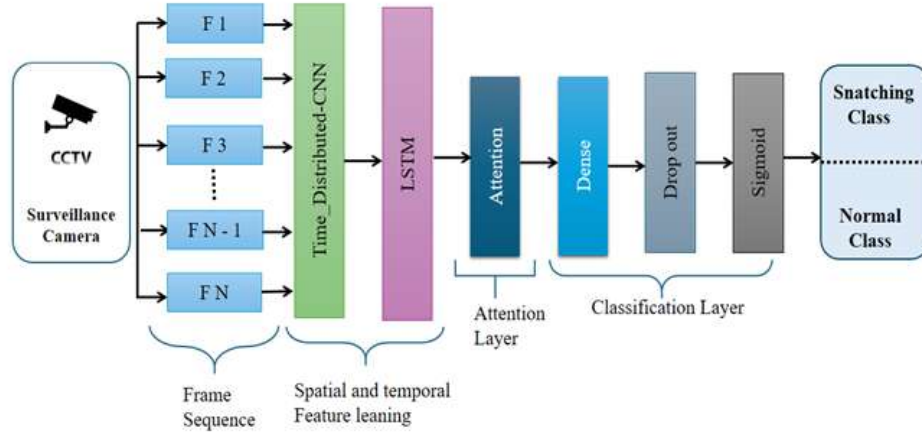 CCTV
Surveillance
Camera
F 1
F 2
F 3
F N - 1
F N
Time_Distributed-CNN
LSTM
Attention
Dense
Drop out
Sigmoid
Snatching
Class
Normal
Class
Frame
Sequence
Spatial and temporal
Feature leaning
Attention
Layer
Classification Layer